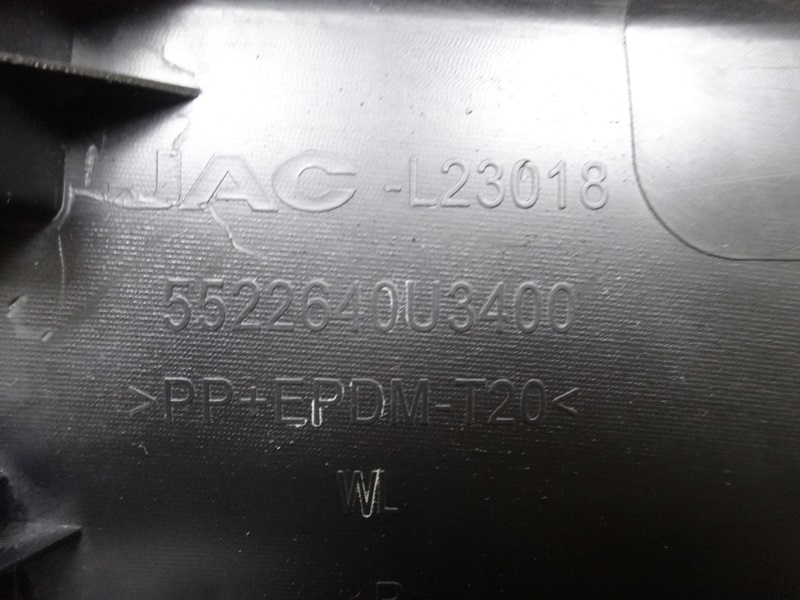 JAC -L23018
5522640U3400
>PP+EPDM-T20<
WL
R